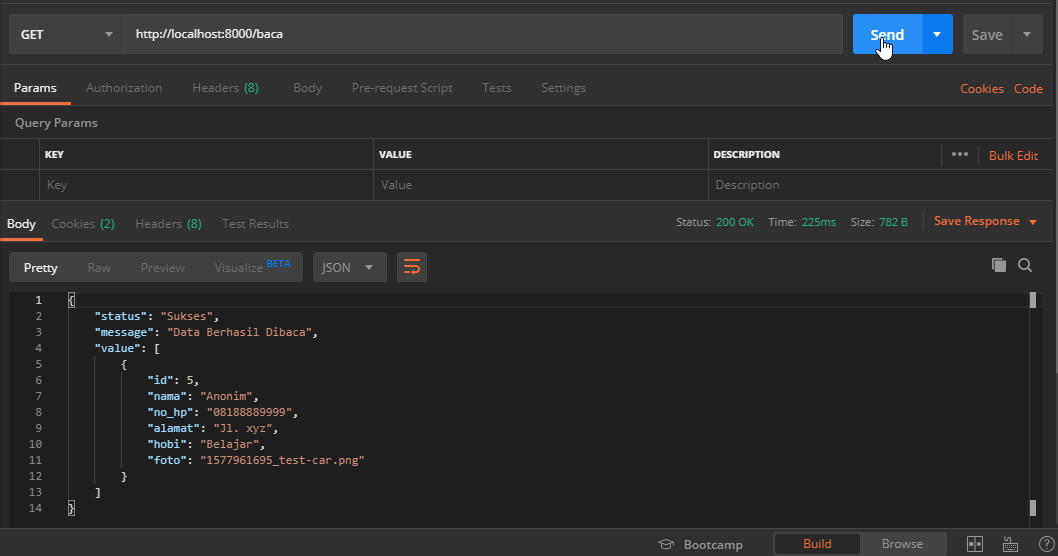 GET http://localhost:8000/baca Send Save
Params Authorization Headers (8) Body Pre-request Script Tests Settings Cookies Code
Query Params
KEY VALUE DESCRIPTION ••• Bulk Edit
Key Value Description
Body Cookies (2) Headers (8) Test Results Status: 200 OK Time: 225ms Size: 782 B Save Response
Pretty Raw Preview Visualize BETA JSON
1 {
2 "status": "Sukses",
3 "message": "Data Berhasil Dibaca",
4 "value": [
5 {
6 "id": 5,
7 "nama": "Anonim",
8 "no_hp": "08188889999",
9 "alamat": "Jl. xyz",
10 "hobi": "Belajar",
11 "foto": "1577961695_test-car.png"
12 }
13 ]
14 }
Bootcamp Build Browse ?